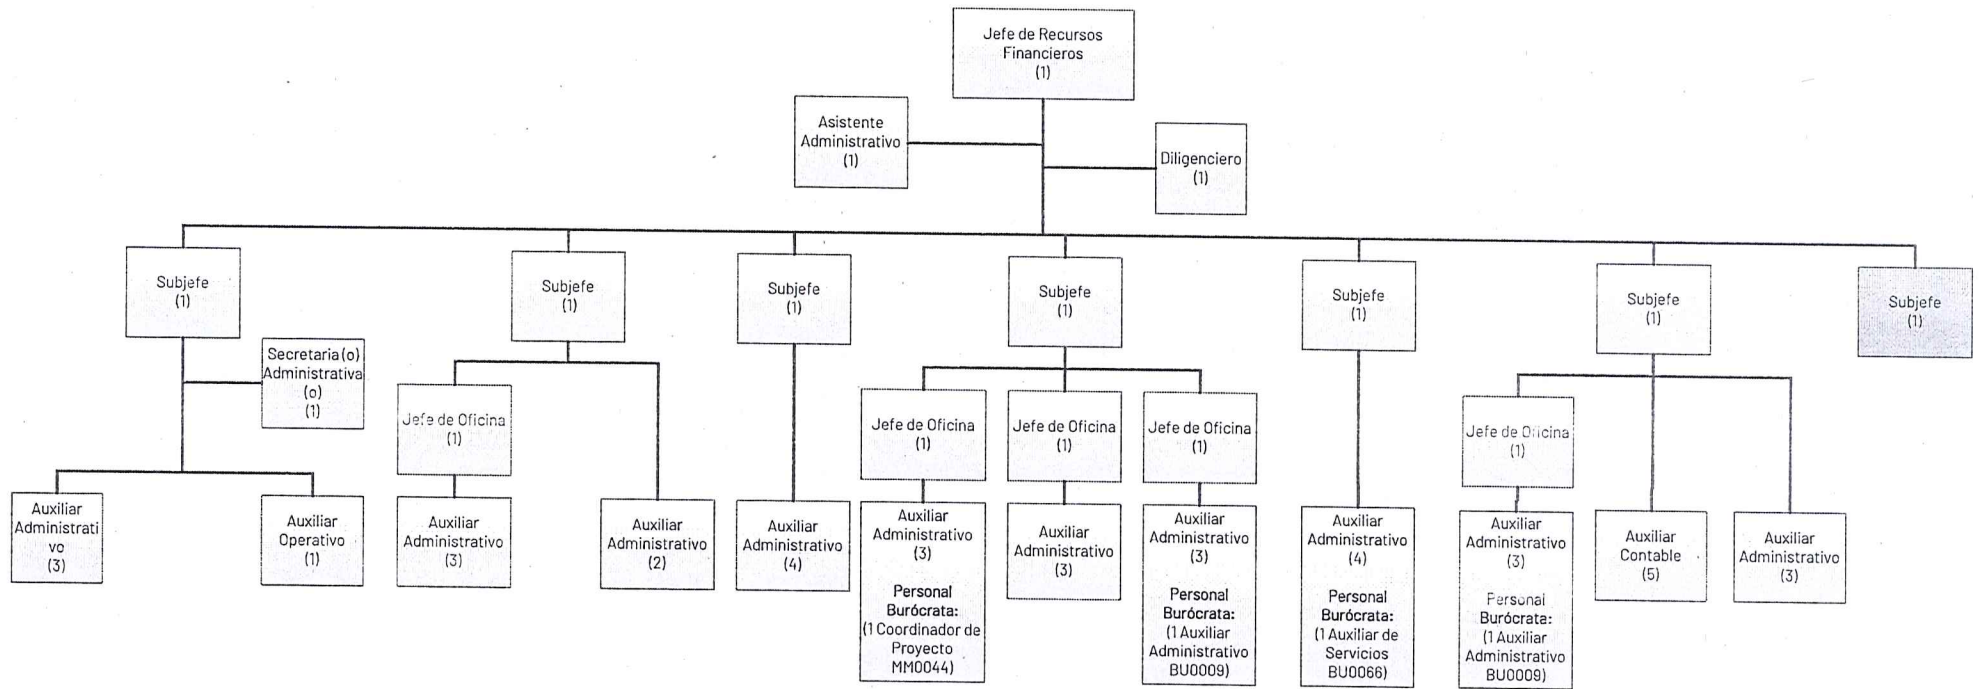 Jefe de Recursos
Financieros
(1)
Asistente
Administrativo
(1)
Diligenciero
(1)
Subjefe
(1)
Subjefe
(1)
Subjefe
(1)
Subjefe
(1)
Subjefe
(1)
Subjefe
(1)
Subjefe
(1)
Secretaria(o)
Administrativa
(o)
(1)
Jefe de Oficina
(1)
Jefe de Oficina
(1)
Jefe de Oficina
(1)
Jefe de Oficina
(1)
Jefe de Oficina
(1)
Auxiliar
Administrati
vo
(3)
Auxiliar
Operativo
(1)
Auxiliar
Administrativo
(3)
Auxiliar
Administrativo
(2)
Auxiliar
Administrativo
(4)
Auxiliar
Administrativo
(3)
Personal
Burócrata:
(1 Coordinador de
Proyecto
MM0044)
Auxiliar
Administrativo
(3)
Auxiliar
Administrativo
(3)
Personal
Burócrata:
(1 Auxiliar
Administrativo
BU0009)
Auxiliar
Administrativo
(4)
Personal
Burócrata:
(1 Auxiliar de
Servicios
BU0066)
Auxiliar
Administrativo
(3)
Personal
Burócrata:
(1 Auxiliar
Administrativo
BU0009)
Auxiliar
Contable
(5)
Auxiliar
Administrativo
(3)